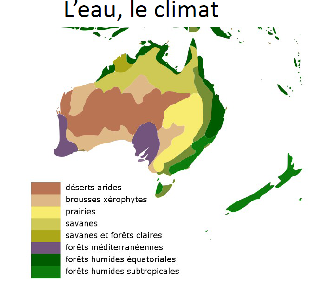 L'eau, le climat
déserts arides
brousses xérophytes
prairies
savanes
savanes et forêts claires
forêts méditerranéennes
forêts humides équatoriales
forêts humides subtropicales